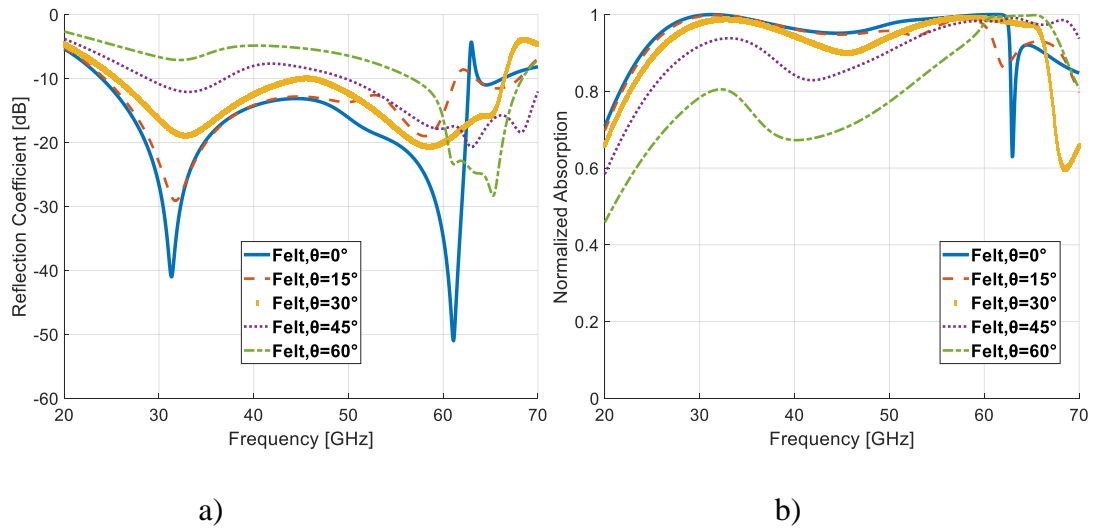 0
-10
-20
-30
-40
-50
-60
20
30
40
50
60
70
Reflection Coefficient [dB]
Frequency [GHz]
Felt,θ=0°
Felt,θ=15°
Felt,θ=30°
Felt,θ=45°
Felt,θ=60°
a)
1
0.8
0.6
0.4
0.2
0
20
30
40
50
60
70
Normalized Absorption
Frequency [GHz]
Felt,θ=0°
Felt,θ=15°
Felt,θ=30°
Felt,θ=45°
Felt,θ=60°
b)